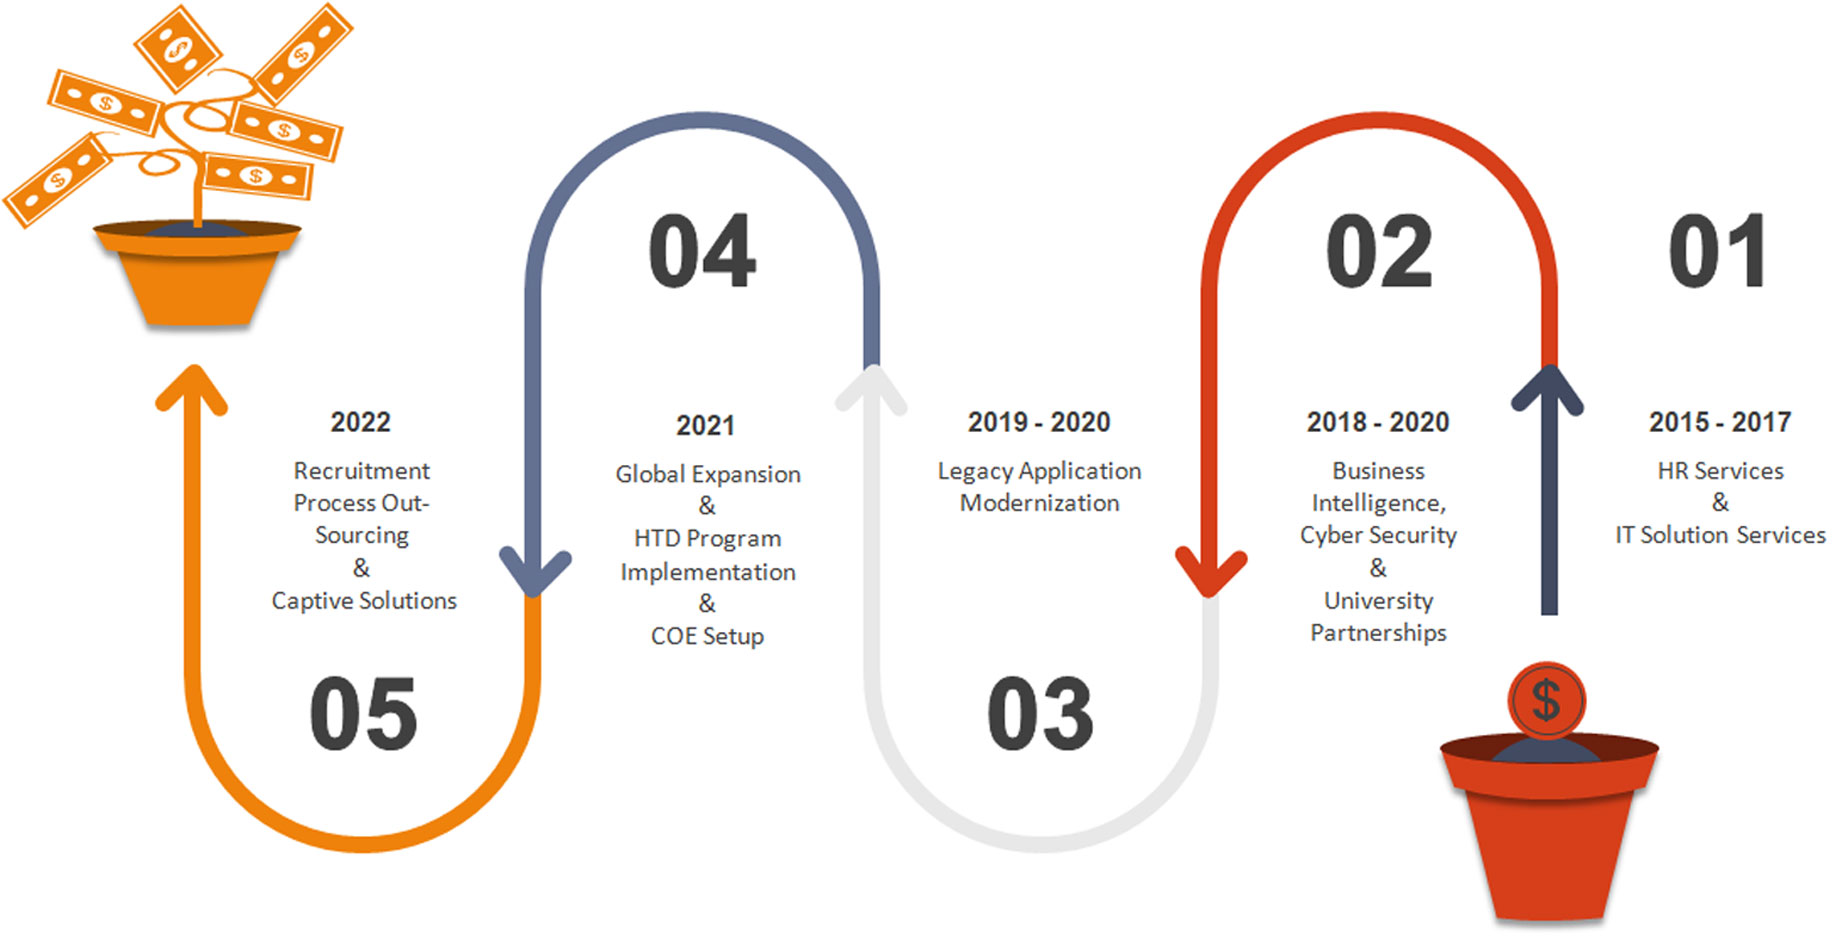 04
02
01
2022
Recruitment
Process Out-
Sourcing
&
Captive Solutions
05
2021
Global Expansion
&
HTD Program
Implementation
&
COE Setup
2019 - 2020
Legacy Application
Modernization
03
2018 - 2020
Business
Intelligence,
Cyber Security
&
University
Partnerships
2015 - 2017
HR Services
&
IT Solution Services
$
$
$
$
$
$
$